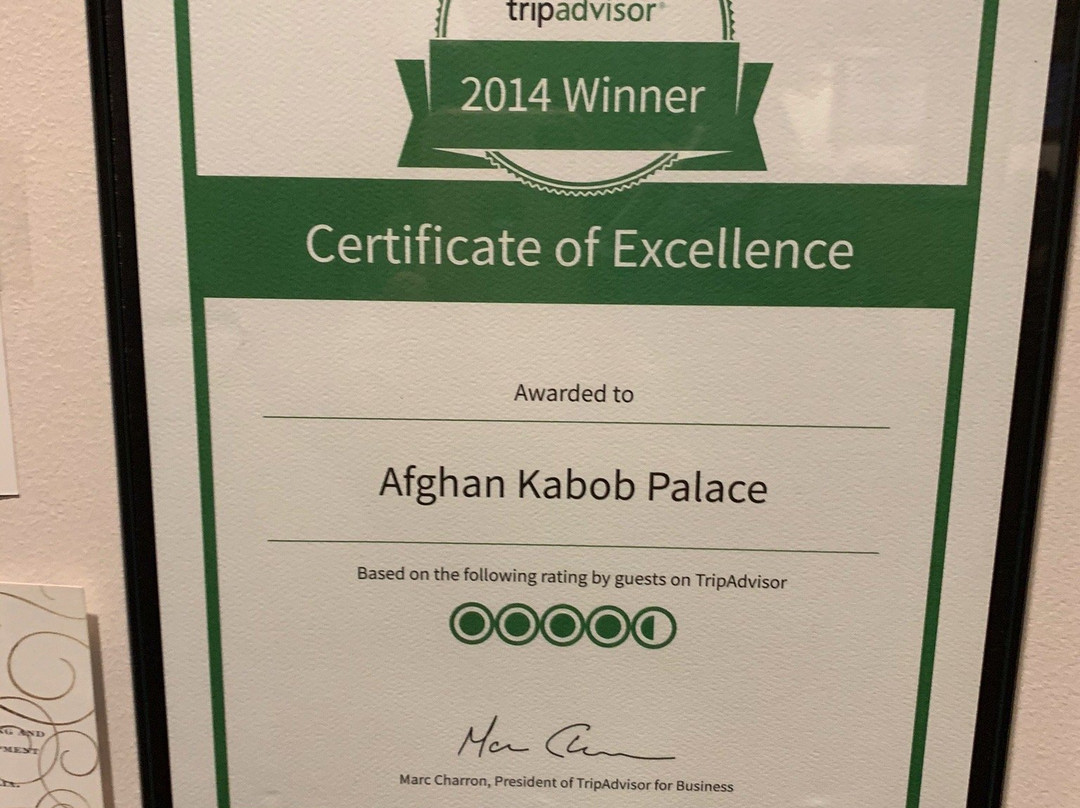 tripadvisor®
2014 Winner
Certificate of Excellence
Awarded to
Afghan Kabob Palace
Based on the following rating by guests on TripAdvisor
Marc Charron, President of TripAdvisor for Business
AND